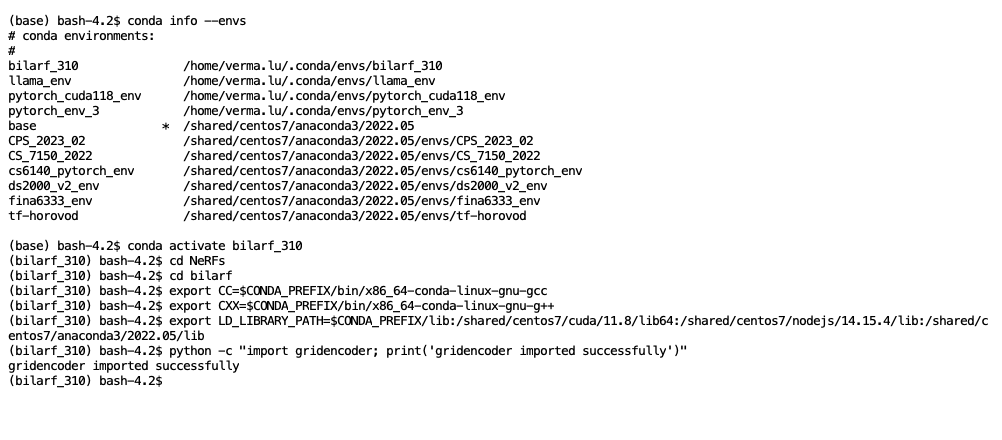 (base) bash-4.2$ conda info --envs
# conda environments:
#
bilarf_310               /home/verma.lu/.conda/envs/bilarf_310
llama_env                /home/verma.lu/.conda/envs/llama_env
pytorch_cuda118_env      /home/verma.lu/.conda/envs/pytorch_cuda118_env
pytorch_env_3            /home/verma.lu/.conda/envs/pytorch_env_3
base                  *  /shared/centos7/anaconda3/2022.05
CPS_2023_02              /shared/centos7/anaconda3/2022.05/envs/CPS_2023_02
CS_7150_2022             /shared/centos7/anaconda3/2022.05/envs/CS_7150_2022
cs6140_pytorch_env       /shared/centos7/anaconda3/2022.05/envs/cs6140_pytorch_env
ds2000_v2_env            /shared/centos7/anaconda3/2022.05/envs/ds2000_v2_env
fina6333_env             /shared/centos7/anaconda3/2022.05/envs/fina6333_env
tf-horovod               /shared/centos7/anaconda3/2022.05/envs/tf-horovod

(base) bash-4.2$ conda activate bilarf_310
(bilarf_310) bash-4.2$ cd NeRFs
(bilarf_310) bash-4.2$ cd bilarf
(bilarf_310) bash-4.2$ export CC=$CONDA_PREFIX/bin/x86_64-conda-linux-gnu-gcc
(bilarf_310) bash-4.2$ export CXX=$CONDA_PREFIX/bin/x86_64-conda-linux-gnu-g++
(bilarf_310) bash-4.2$ export LD_LIBRARY_PATH=$CONDA_PREFIX/lib:/shared/centos7/cuda/11.8/lib64:/shared/centos7/nodejs/14.15.4/lib:/shared/c
entos7/anaconda3/2022.05/lib
(bilarf_310) bash-4.2$ python -c "import gridencoder; print('gridencoder imported successfully')"
gridencoder imported successfully
(bilarf_310) bash-4.2$